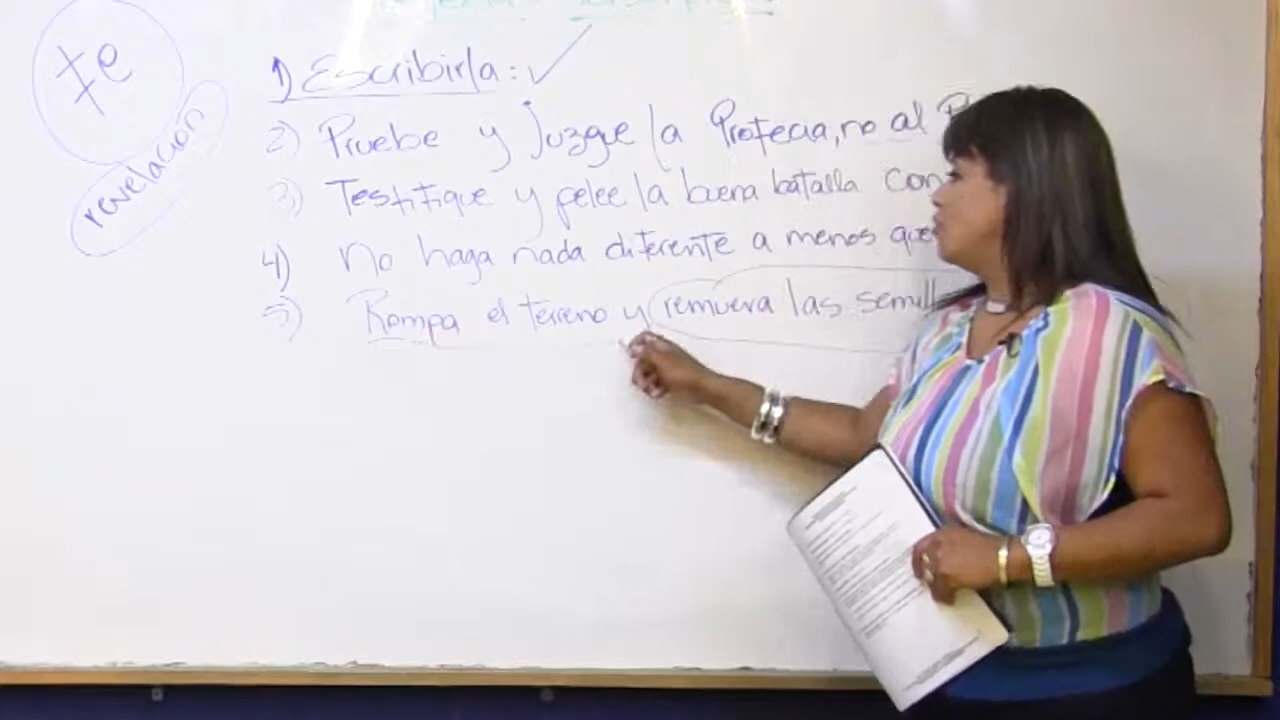 fe
revelación
1) Escribirla: ✓
2) Pruebe y Juzgue la Profecia, no al
3) Testifique y pelee la buena batalla con
4) No haga nada diferente a menos que
5) Rompa el terreno y remueva las semill